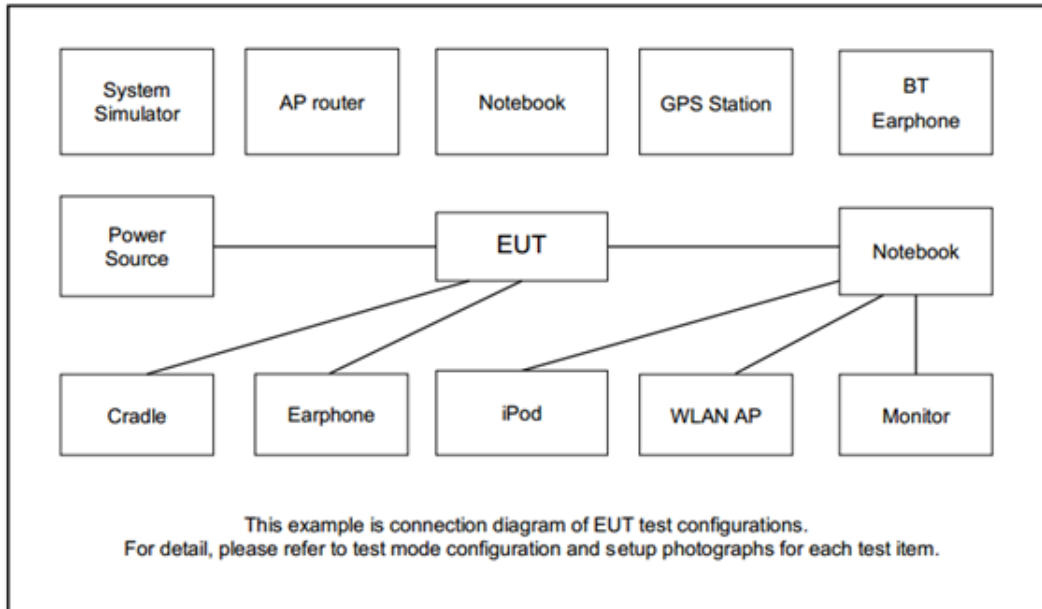 System
Simulator
AP router
Notebook
GPS Station
BT
Earphone
Power
Source
EUT
Notebook
Cradle
Earphone
iPod
WLAN AP
Monitor
This example is connection diagram of EUT test configurations.
For detail, please refer to test mode configuration and setup photographs for each test item.